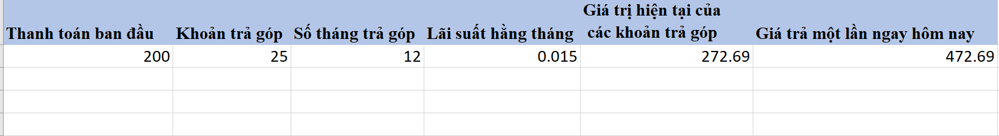 Thanh toán ban đầu Khoản trả góp Số tháng trả góp Lãi suất hằng tháng Giá trị hiện tại của
các khoản trả góp Giá trả một lần ngay hôm nay
200 25 12 0.015 272.69 472.69